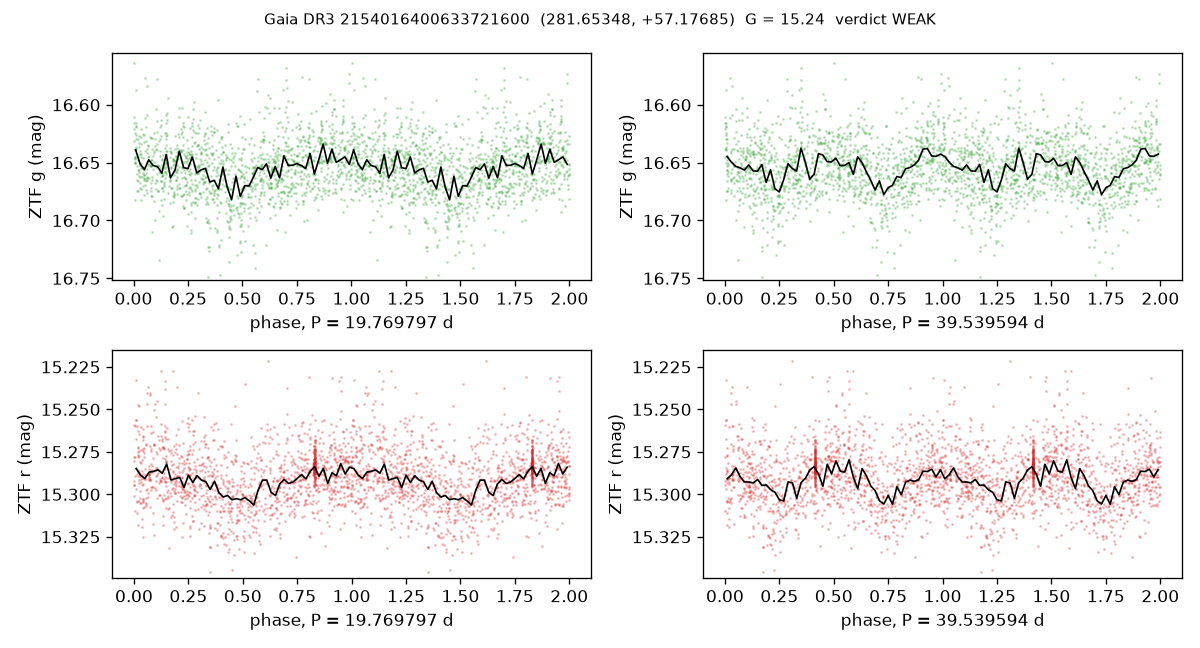 Gaia DR3 2154016400633721600  (281.65348, +57.17685)  G = 15.24  verdict WEAK
ZTF g (mag)
16.60
16.65
16.70
16.75
0.00 0.25 0.50 0.75 1.00 1.25 1.50 1.75 2.00
phase, P = 19.769797 d
ZTF g (mag)
16.60
16.65
16.70
16.75
0.00 0.25 0.50 0.75 1.00 1.25 1.50 1.75 2.00
phase, P = 39.539594 d
ZTF r (mag)
15.225
15.250
15.275
15.300
15.325
0.00 0.25 0.50 0.75 1.00 1.25 1.50 1.75 2.00
phase, P = 19.769797 d
ZTF r (mag)
15.225
15.250
15.275
15.300
15.325
0.00 0.25 0.50 0.75 1.00 1.25 1.50 1.75 2.00
phase, P = 39.539594 d